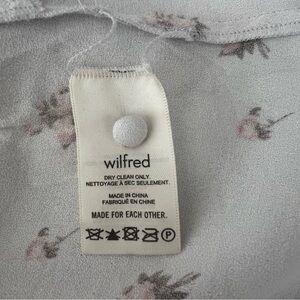 wilfred
DRY CLEAN ONLY.
NETTOYAGE À SEC SEULEMENT.
MADE IN CHINA
FABRIQUÉ EN CHINE
MADE FOR EACH OTHER.
P